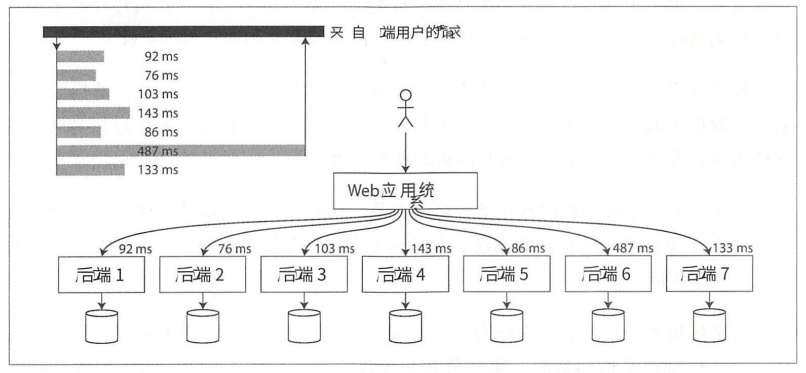 来自 终端用户的请求
92 ms
76 ms
103 ms
143 ms
86 ms
487 ms
133 ms
Web应用系统
92 ms 76 ms 103 ms 143 ms 86 ms 487 ms 133 ms
后端 1 后端 2 后端 3 后端 4 后端 5 后端 6 后端 7